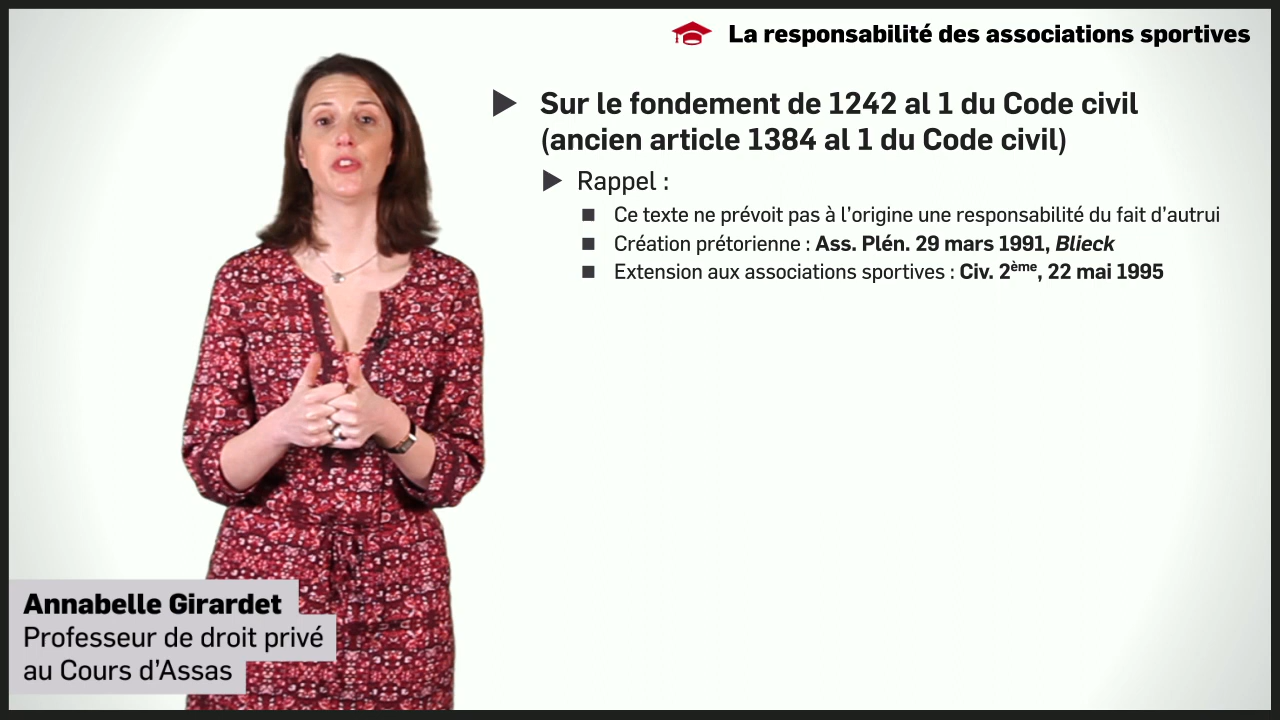 La responsabilité des associations sportives
Sur le fondement de 1242 al 1 du Code civil
(ancien article 1384 al 1 du Code civil)
Rappel :
Ce texte ne prévoit pas à l’origine une responsabilité du fait d’autrui
Création prétorienne : Ass. Plén. 29 mars 1991, Blieck
Extension aux associations sportives : Civ. 2ème, 22 mai 1995
Annabelle Girardet
Professeur de droit privé
au Cours d’Assas